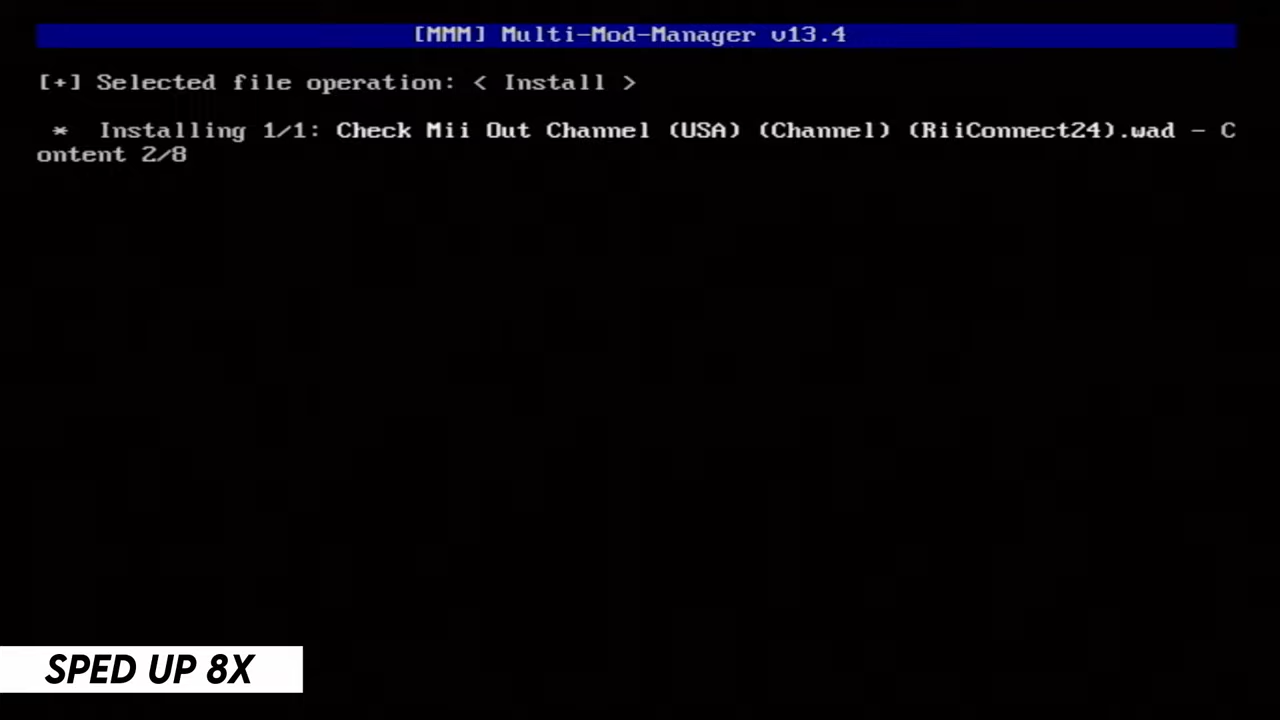 [MMM] Multi-Mod-Manager v13.4
[+] Selected file operation: < Install >
* Installing 1/1: Check Mii Out Channel (USA) (Channel) (RiiConnect24).wad - C
ontent 2/8
SPED UP 8X